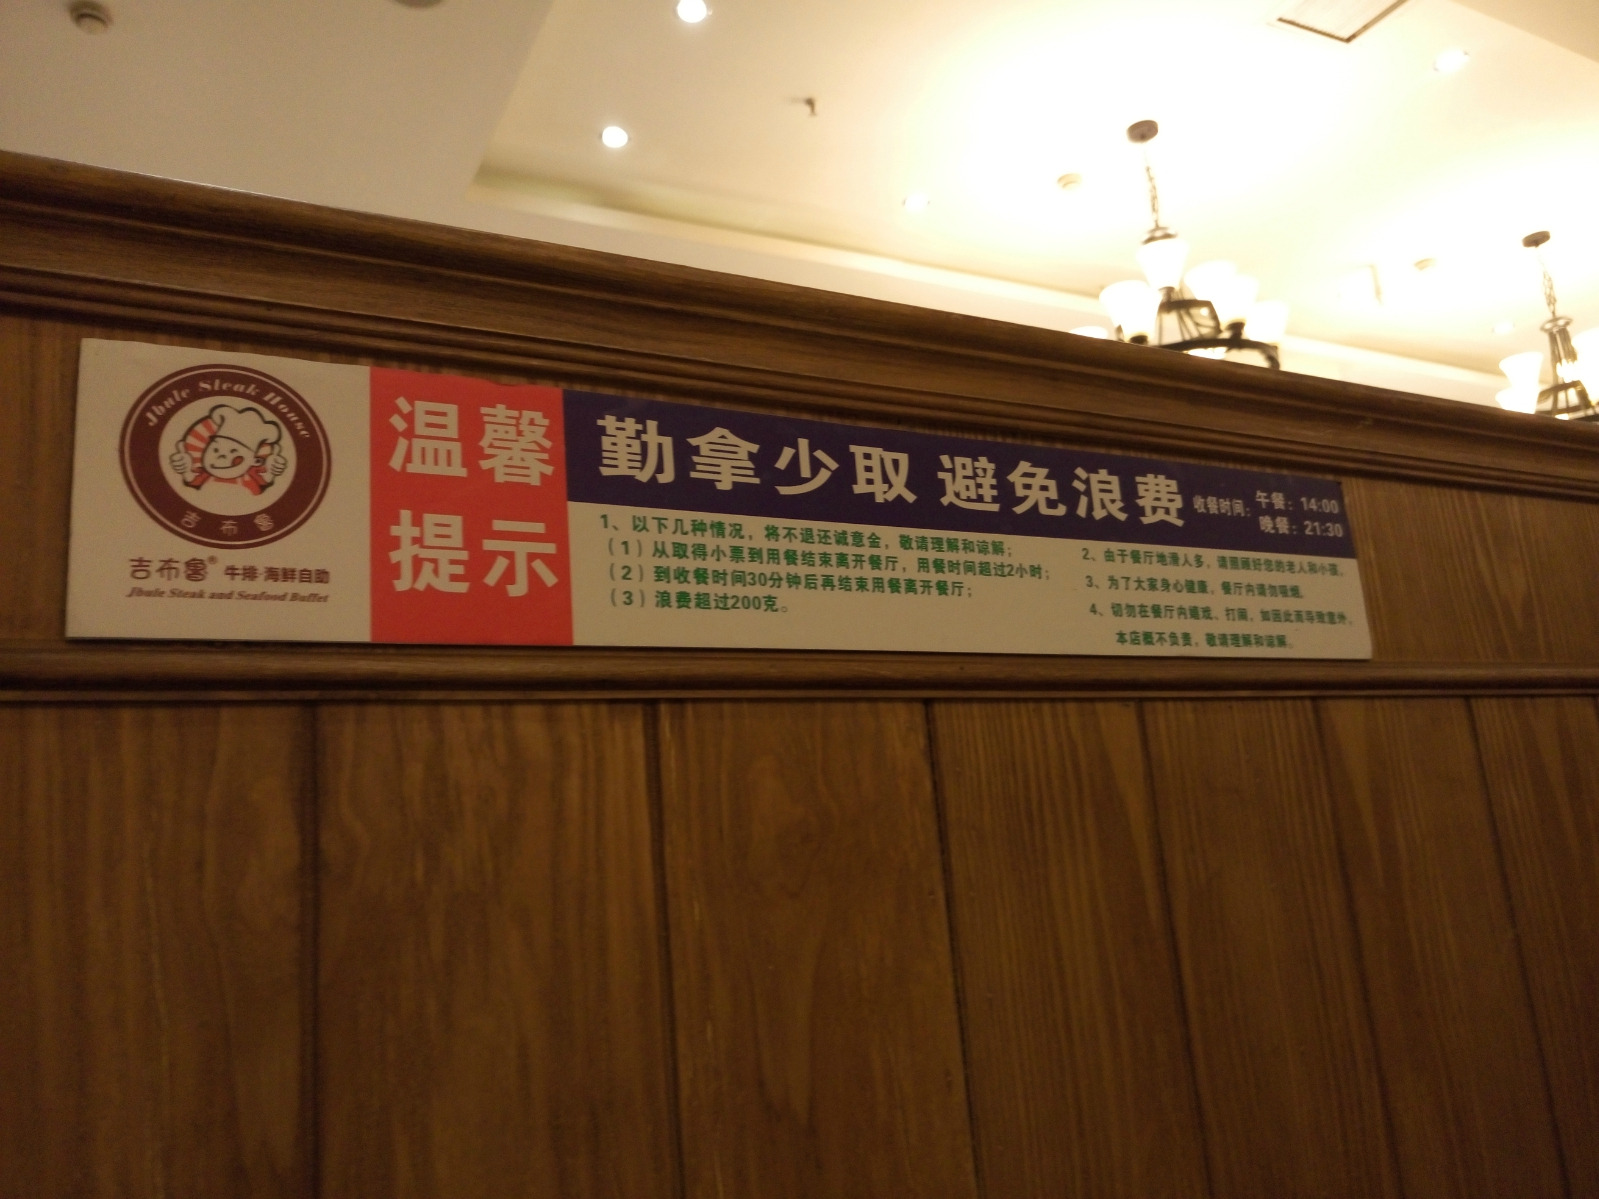 Jbule Steak House
吉布魯
吉布魯® 牛排·海鲜自助
Jbule Steak and Seafood Buffet
温馨
提示
勤拿少取 避免浪费
收餐时间：
午餐：14:00
晚餐：21:30
1、以下几种情况，将不退还诚意金，敬请理解和谅解；
（1）从取得小票到用餐结束离开餐厅，用餐时间超过2小时；
（2）到收餐时间30分钟后再结束用餐离开餐厅；
（3）浪费超过200克。
2、由于餐厅地滑人多，请照顾好您的老人和小孩。
3、为了大家身心健康，餐厅内请勿吸烟。
4、切勿在餐厅内嬉戏、打闹，如因此而导致意外，
本店概不负责，敬请理解和谅解。